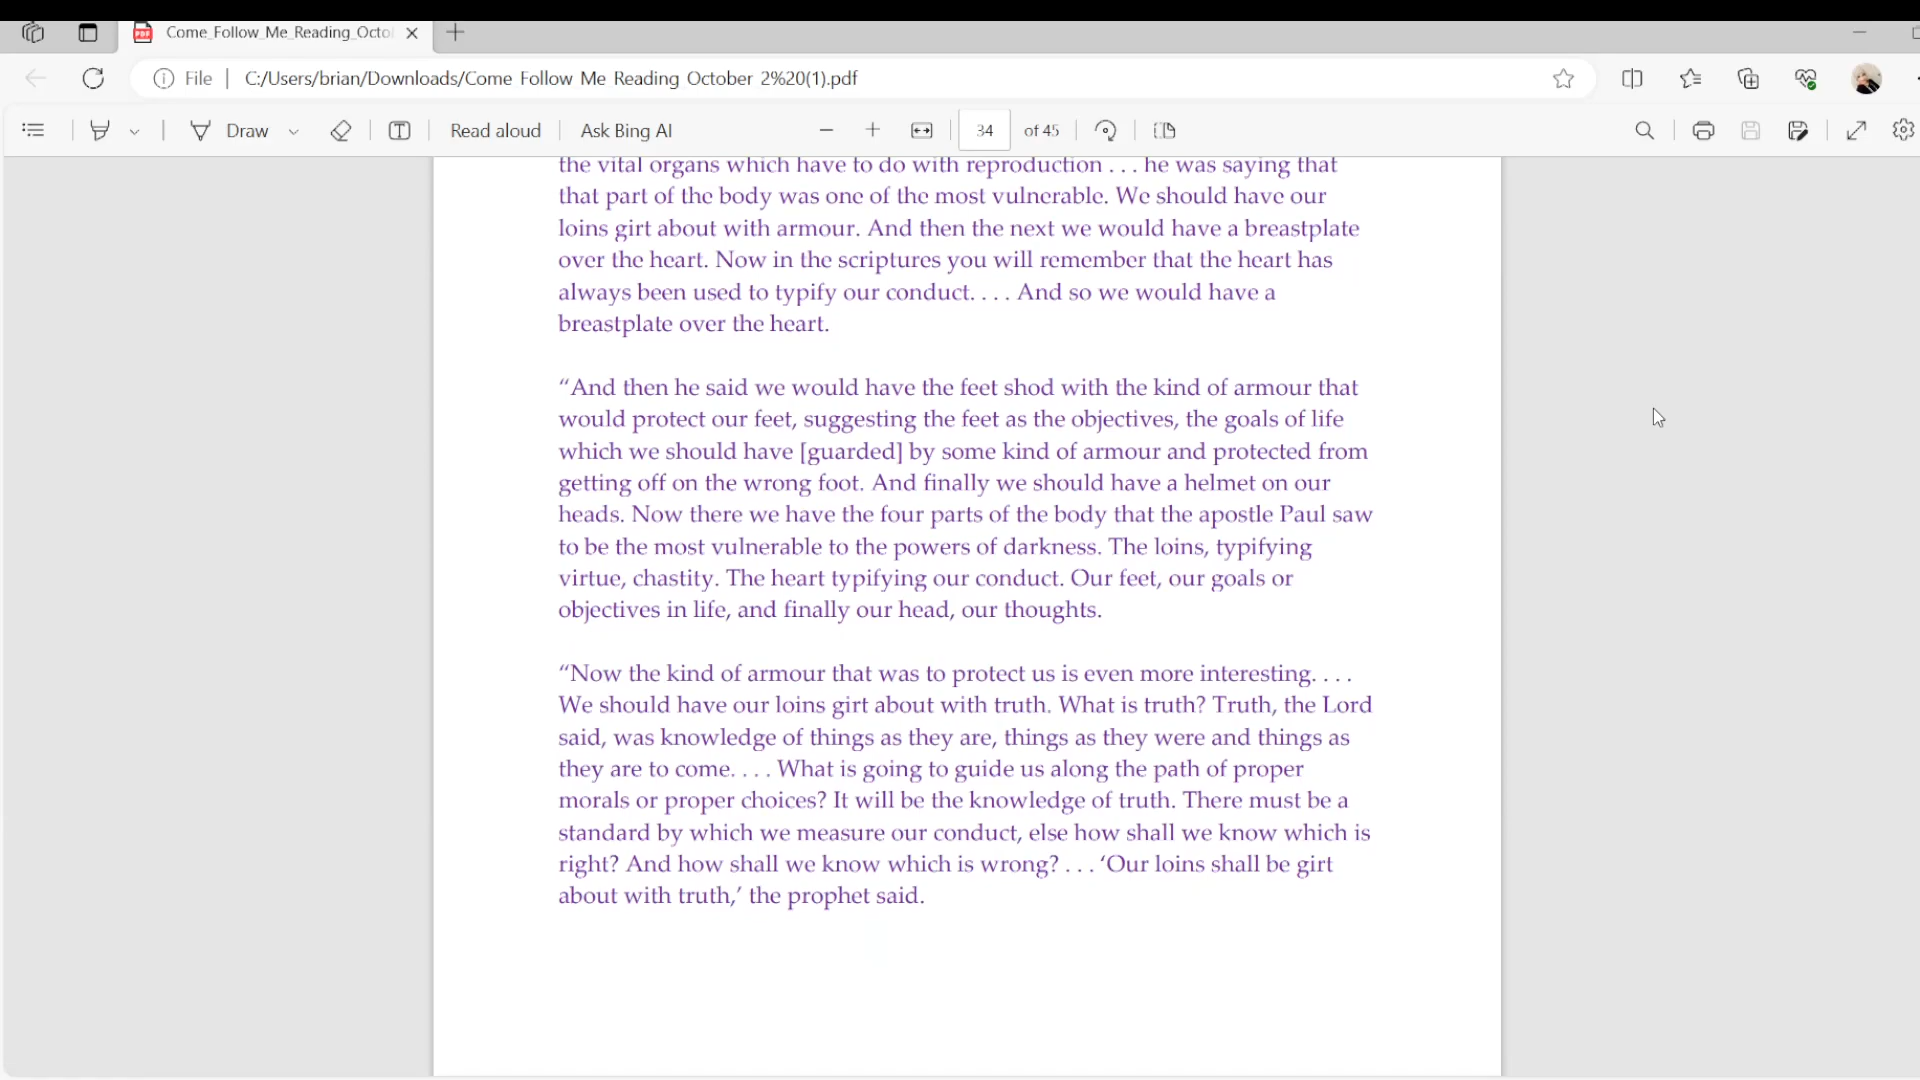 Come_Follow_Me_Reading_Octo
File | C:/Users/brian/Downloads/Come Follow Me Reading October 2%20(1).pdf
Draw Read aloud Ask Bing AI 34 of 45
the vital organs which have to do with reproduction . . . he was saying that
that part of the body was one of the most vulnerable. We should have our
loins girt about with armour. And then the next we would have a breastplate
over the heart. Now in the scriptures you will remember that the heart has
always been used to typify our conduct. . . . And so we would have a
breastplate over the heart.
“And then he said we would have the feet shod with the kind of armour that
would protect our feet, suggesting the feet as the objectives, the goals of life
which we should have [guarded] by some kind of armour and protected from
getting off on the wrong foot. And finally we should have a helmet on our
heads. Now there we have the four parts of the body that the apostle Paul saw
to be the most vulnerable to the powers of darkness. The loins, typifying
virtue, chastity. The heart typifying our conduct. Our feet, our goals or
objectives in life, and finally our head, our thoughts.
“Now the kind of armour that was to protect us is even more interesting. . . .
We should have our loins girt about with truth. What is truth? Truth, the Lord
said, was knowledge of things as they are, things as they were and things as
they are to come. . . . What is going to guide us along the path of proper
morals or proper choices? It will be the knowledge of truth. There must be a
standard by which we measure our conduct, else how shall we know which is
right? And how shall we know which is wrong? . . . ‘Our loins shall be girt
about with truth,’ the prophet said.